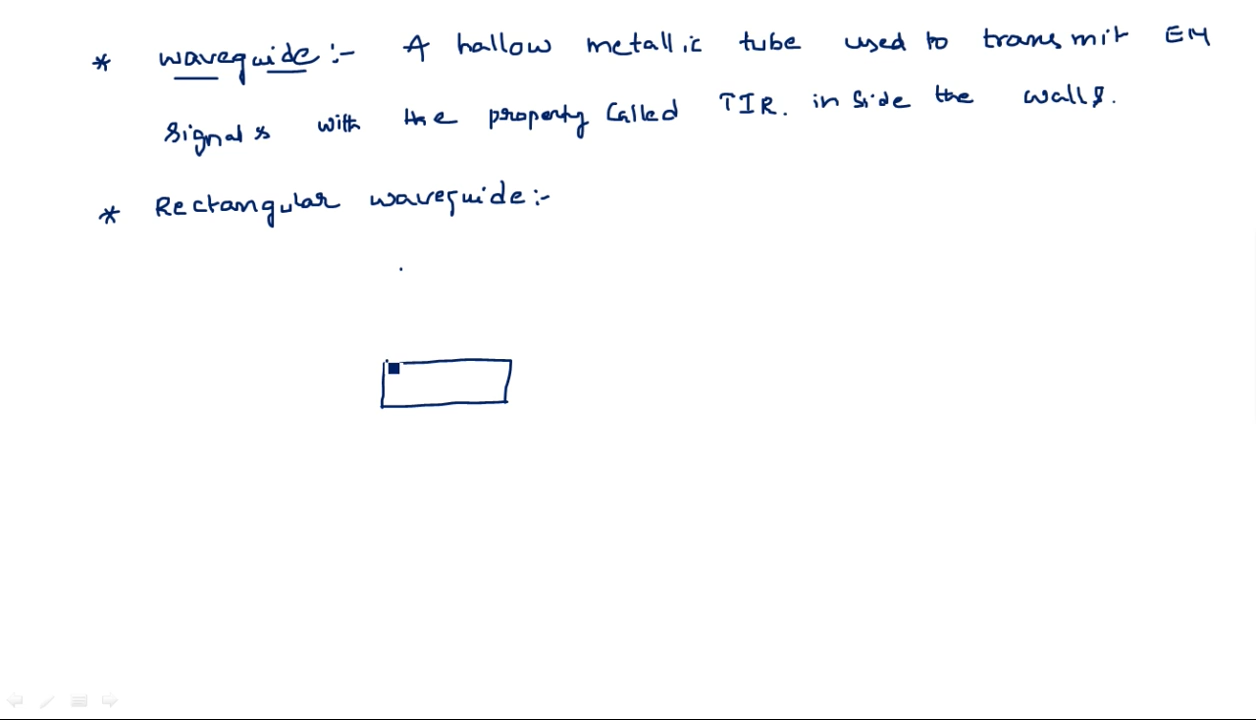 * waveguide :- A hallow metallic tube used to transmit EM
signals with the property called TIR. inside the walls.
* Rectangular waveguide :-